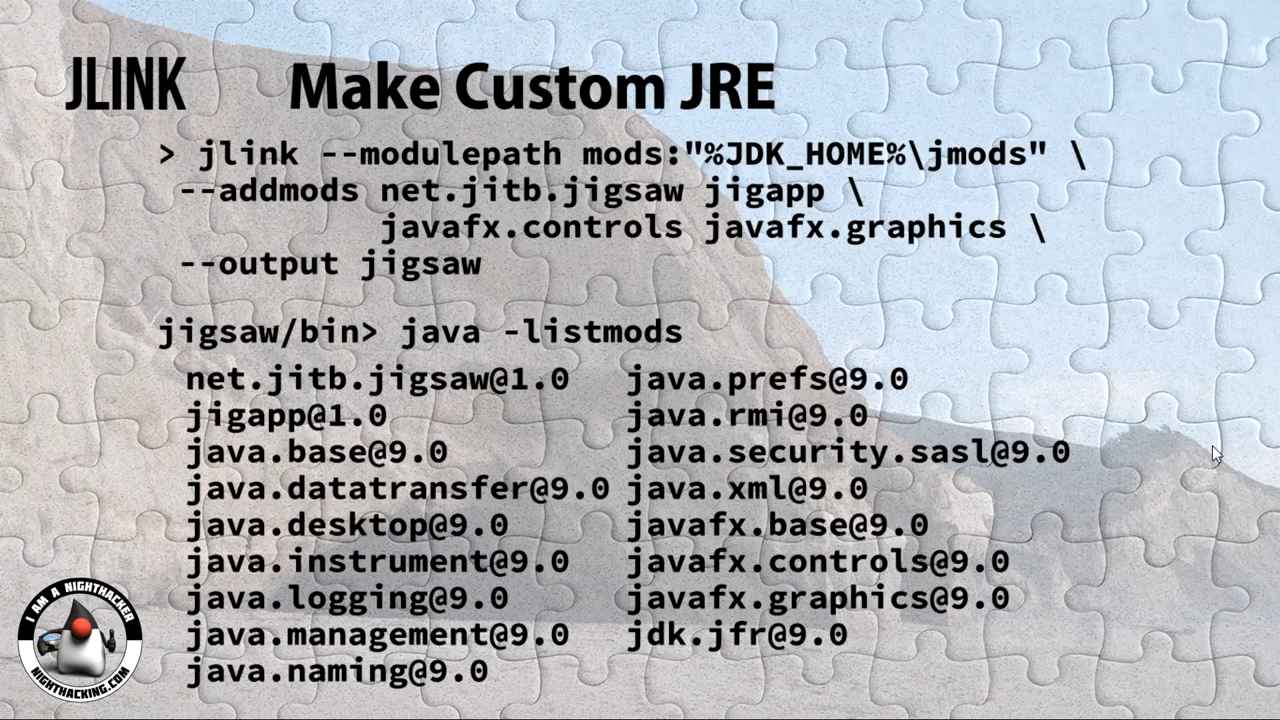 JLINK Make Custom JRE
> jlink --modulepath mods:"%JDK_HOME%\jmods" \
--addmods net.jitb.jigsaw jigapp \
javafx.controls javafx.graphics \
--output jigsaw
jigsaw/bin> java -listmods
net.jitb.jigsaw@1.0
jigapp@1.0
java.base@9.0
java.datatransfer@9.0
java.desktop@9.0
java.instrument@9.0
java.logging@9.0
java.management@9.0
java.naming@9.0
java.prefs@9.0
java.rmi@9.0
java.security.sasl@9.0
java.xml@9.0
javafx.base@9.0
javafx.controls@9.0
javafx.graphics@9.0
jdk.jfr@9.0
I AM A NIGHTHACKER
NIGHTHACKING.COM